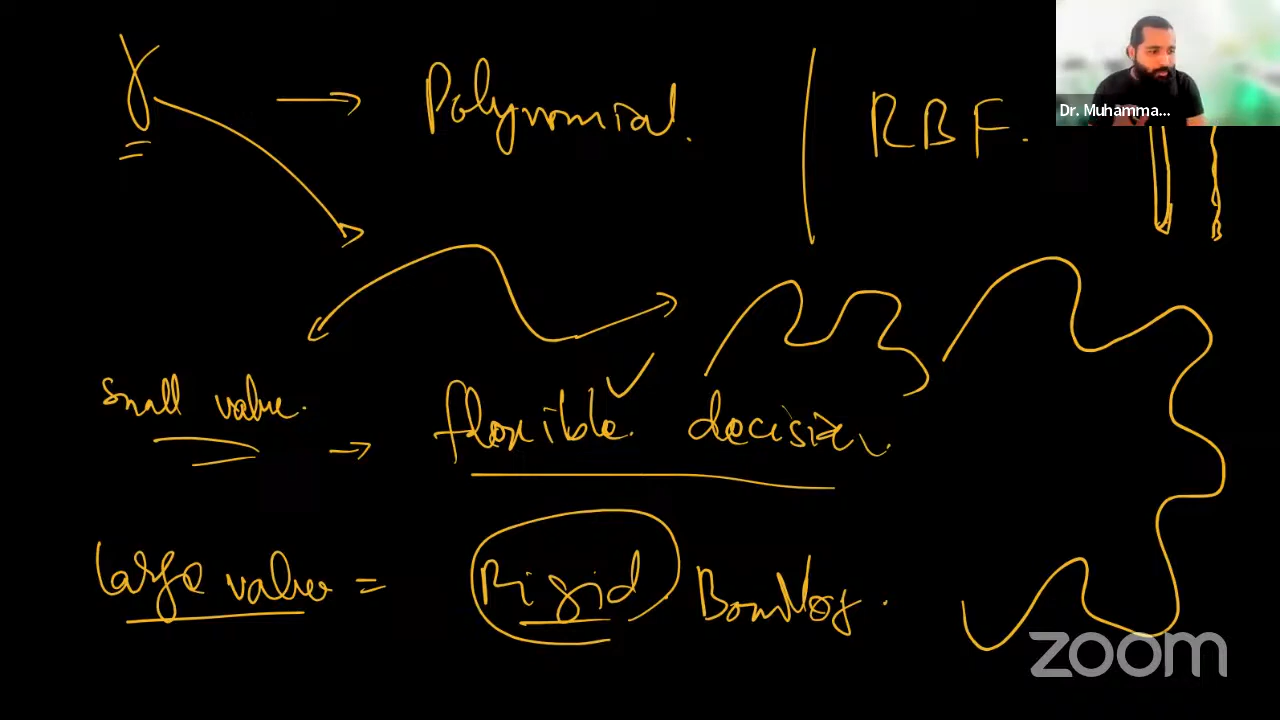 γ → Polynomial. | RBF.
Dr. Muhamma...
small value. → flexible ✓ decision.
large value = Rigid Boundary.
zoom